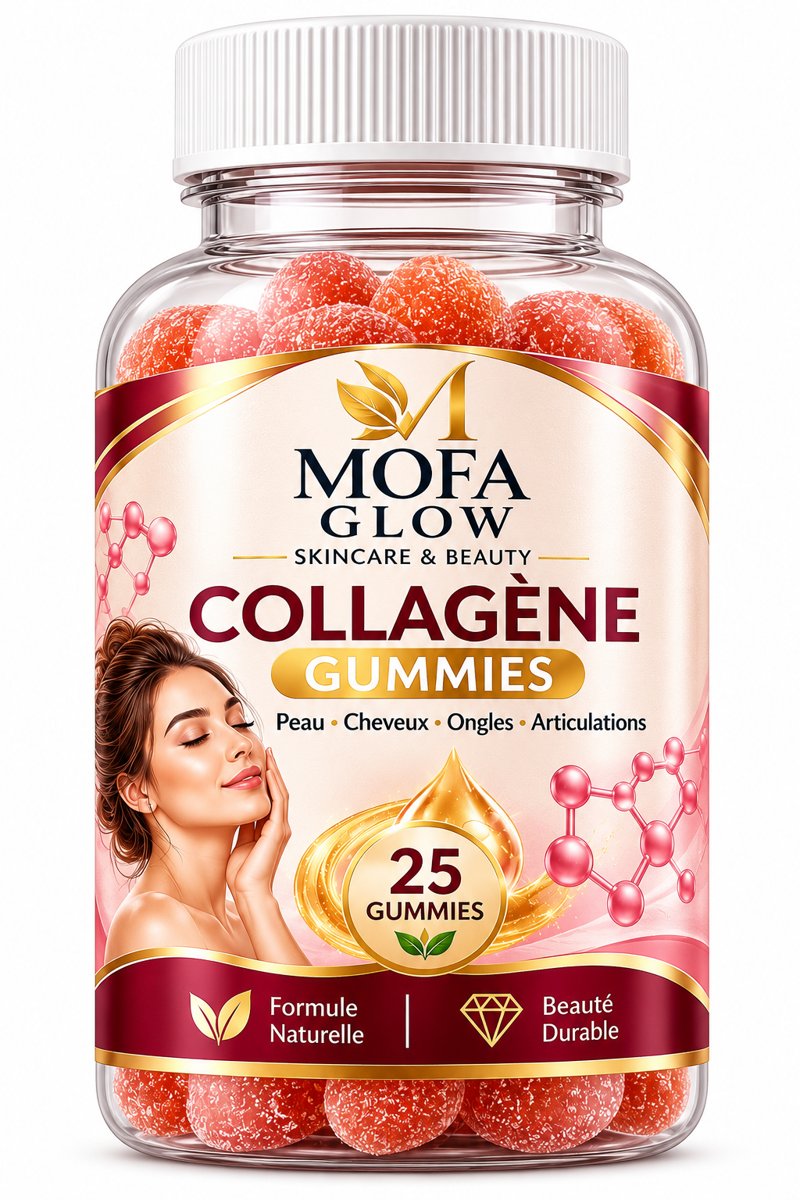 MOFA
GLOW
SKINCARE & BEAUTY
COLLAGÈNE
GUMMIES
Peau • Cheveux • Ongles • Articulations
25
GUMMIES
Formule
Naturelle
Beauté
Durable